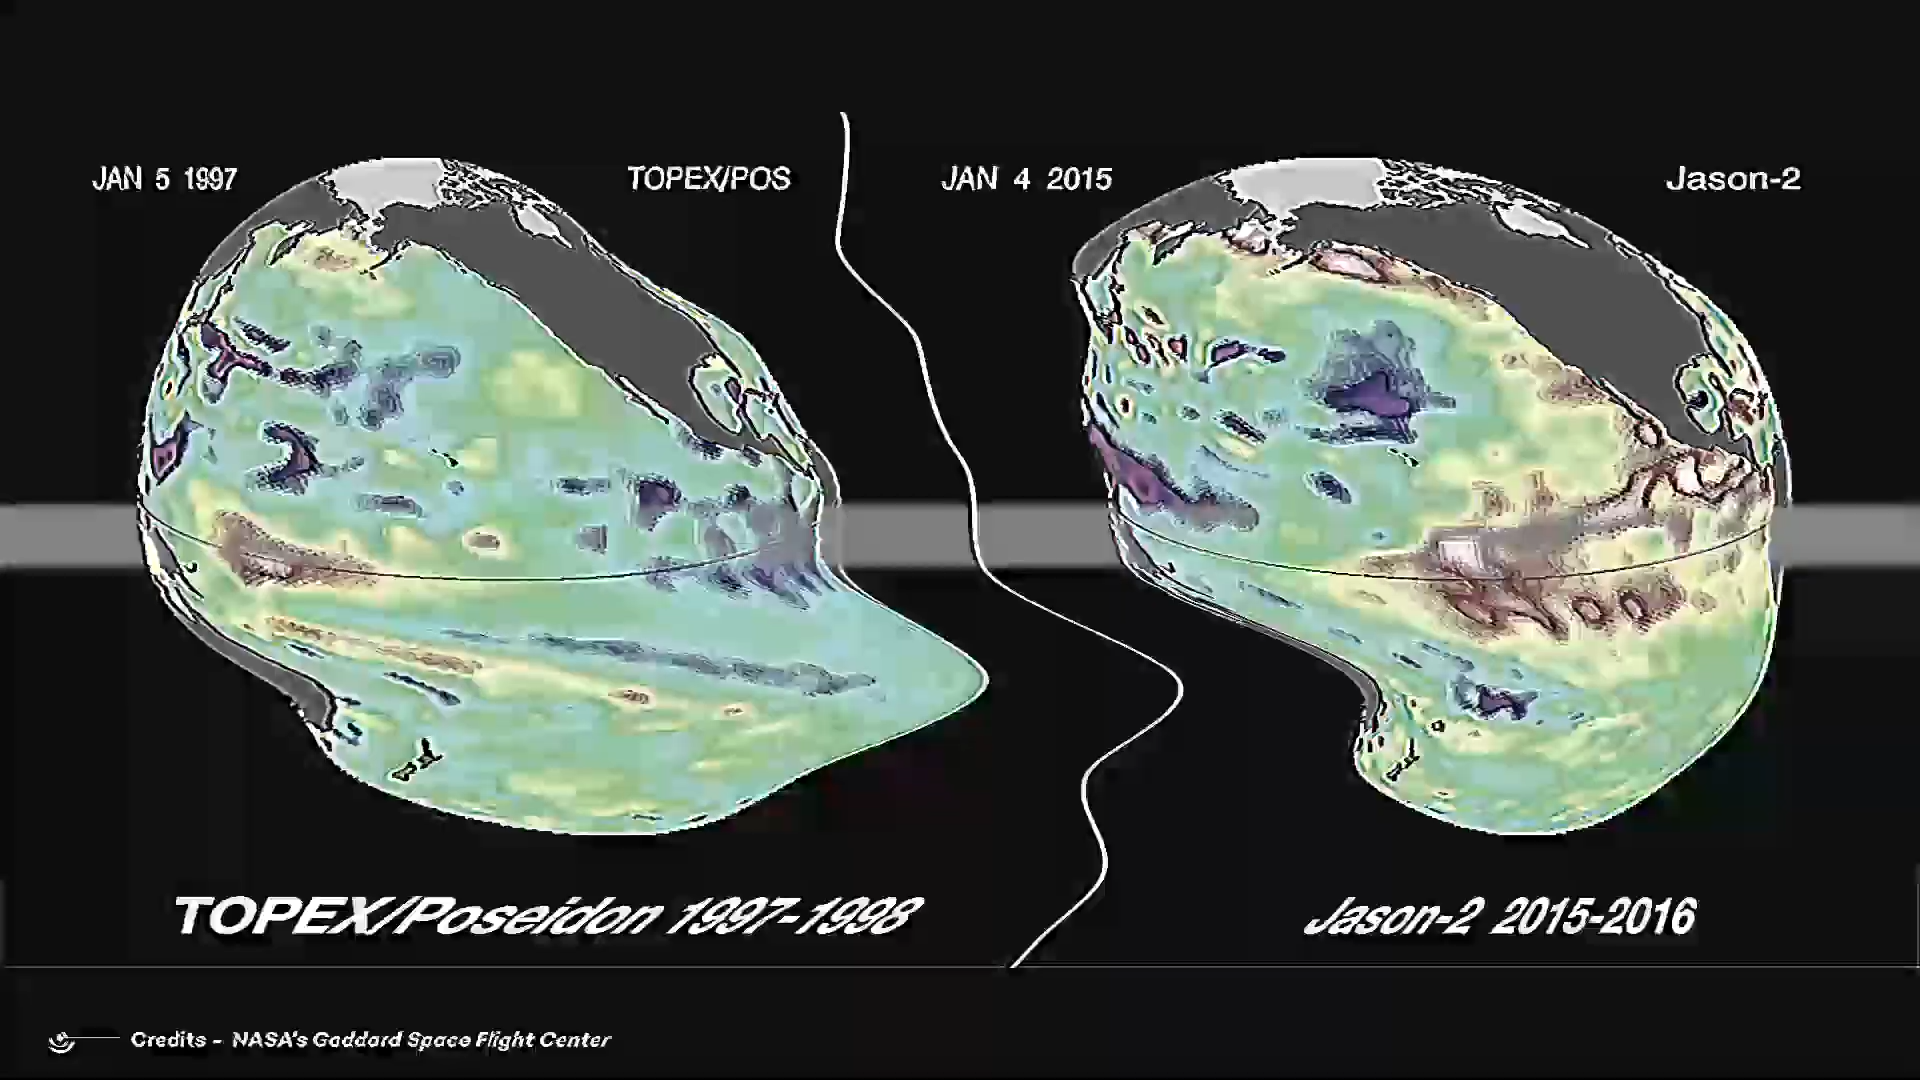 JAN 5 1997
TOPEX/POS
JAN 4 2015
Jason-2
TOPEX/Poseidon 1997-1998
Jason-2 2015-2016
Credits - NASA's Goddard Space Flight Center